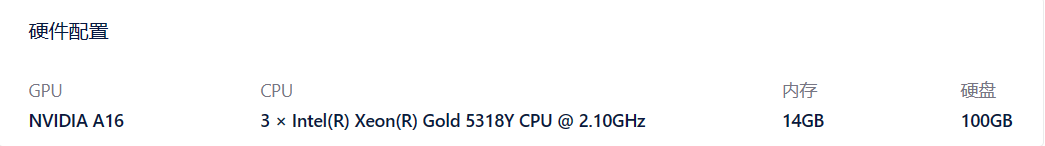 硬件配置
GPU CPU 内存 硬盘
NVIDIA A16 3 × Intel(R) Xeon(R) Gold 5318Y CPU @ 2.10GHz 14GB 100GB